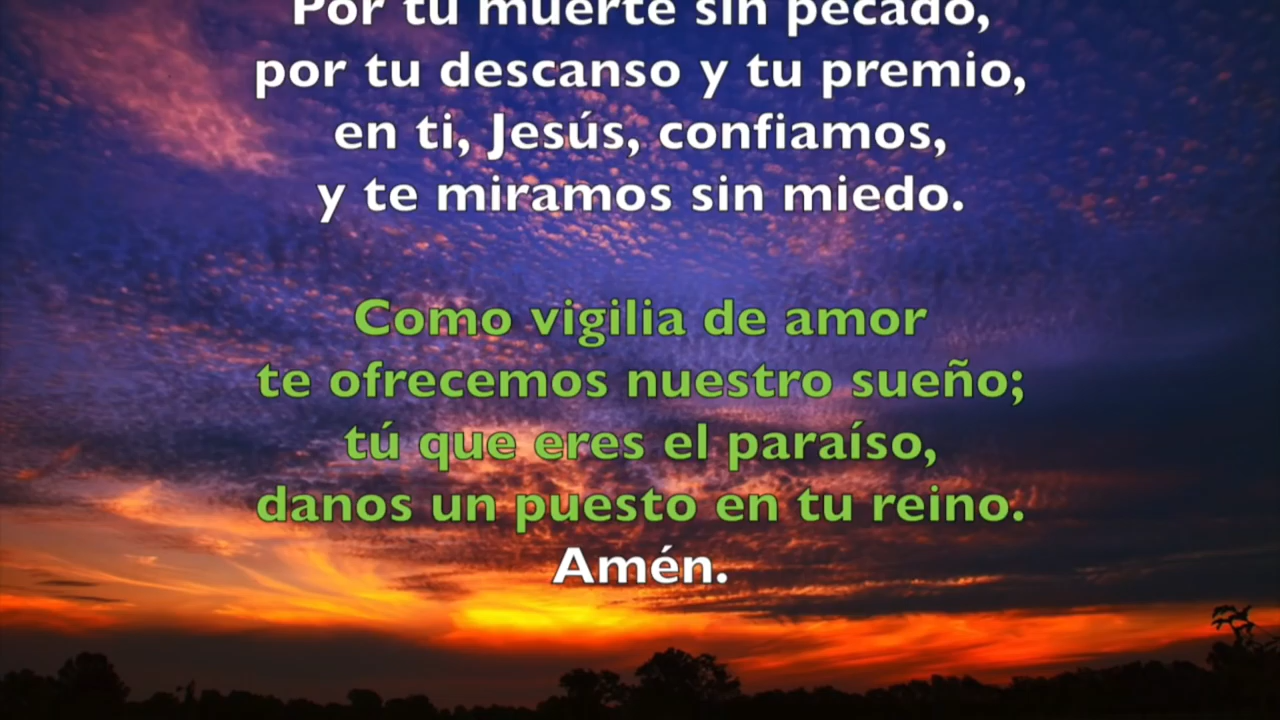 Por tu muerte sin pecado,
por tu descanso y tu premio,
en ti, Jesús, confiamos,
y te miramos sin miedo.
Como vigilia de amor
te ofrecemos nuestro sueño;
tú que eres el paraíso,
danos un puesto en tu reino.
Amén.